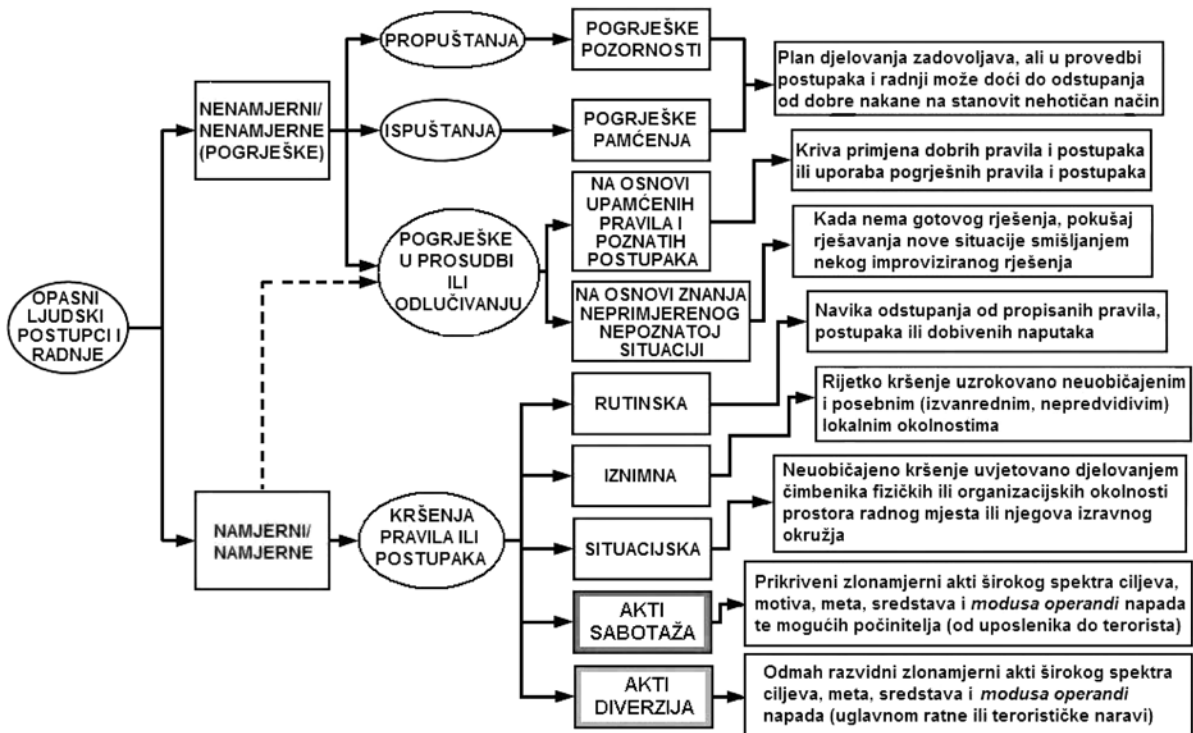 PROPUŠTANJA
POGRJEŠKE
POZORNOSTI
Plan djelovanja zadovoljava, ali u provedbi
postupaka i radnji može doći do odstupanja
od dobre nakane na stanovit nehotičan način
NENAMJERNI/
NENAMJERNE
(POGRJEŠKE)
ISPUŠTANJA
POGRJEŠKE
PAMĆENJA
Kriva primjena dobrih pravila i postupaka
ili uporaba pogrješnih pravila i postupaka
POGRJEŠKE
U PROSUDBI
ILI
ODLUČIVANJU
NA OSNOVI
UPAMĆENIH
PRAVILA I
POZNATIH
POSTUPAKA
Kada nema gotovog rješenja, pokušaj
rješavanja nove situacije smišljanjem
nekog improviziranog rješenja
NA OSNOVI ZNANJA
NEPRIMJERENOG
NEPOZNATOJ
SITUACIJI
OPASNI
LJUDSKI
POSTUPCI I
RADNJE
Navika odstupanja od propisanih pravila,
postupaka ili dobivenih naputaka
RUTINSKA
Rijetko kršenje uzrokovano neuobičajenim
i posebnim (izvanrednim, nepredvidivim)
lokalnim okolnostima
IZNIMNA
NAMJERNI/
NAMJERNE
KRŠENJA
PRAVILA ILI
POSTUPAKA
SITUACIJSKA
Neuobičajeno kršenje uvjetovano djelovanjem
čimbenika fizičkih ili organizacijskih okolnosti
prostora radnog mjesta ili njegova izravnog
okružja
AKTI
SABOTAŽA
Prikriveni zlonamjerni akti širokog spektra ciljeva,
motiva, meta, sredstava i modusa operandi napada
te mogućih počinitelja (od uposlenika do terorista)
AKTI
DIVERZIJA
Odmah razvidni zlonamjerni akti širokog spektra
ciljeva, meta, sredstava i modusa operandi
napada (uglavnom ratne ili terorističke naravi)